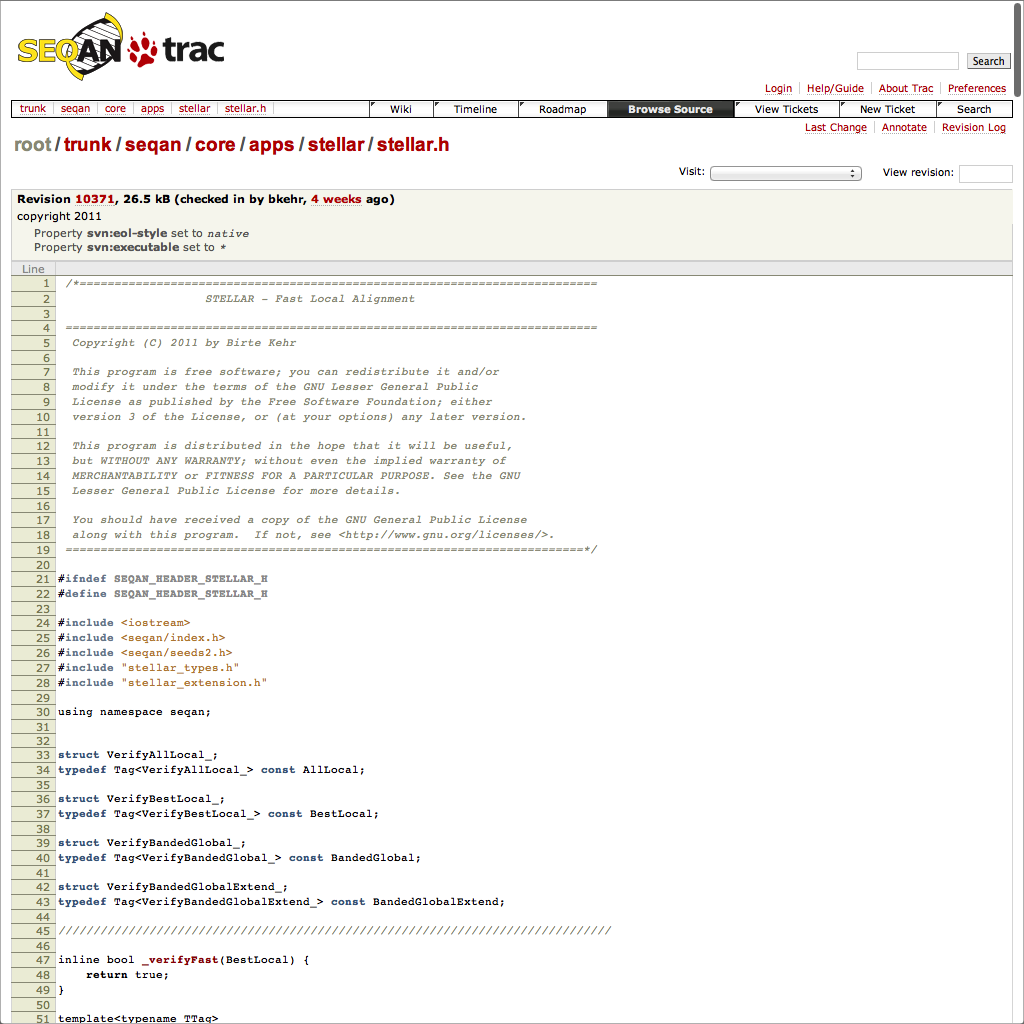 SEQAN trac
Search
Login Help/Guide About Trac Preferences
trunk seqan core apps stellar stellar.h Wiki Timeline Roadmap Browse Source View Tickets New Ticket Search
Last Change Annotate Revision Log
root/trunk/seqan/core/apps/stellar/stellar.h
Visit: View revision:
Revision 10371, 26.5 kB (checked in by bkehr, 4 weeks ago)
copyright 2011
Property svn:eol-style set to native
Property svn:executable set to *
Line
1 /*==========================================================================
2 STELLAR - Fast Local Alignment
3
4 ============================================================================
5 Copyright (C) 2011 by Birte Kehr
6
7 This program is free software; you can redistribute it and/or
8 modify it under the terms of the GNU Lesser General Public
9 License as published by the Free Software Foundation; either
10 version 3 of the License, or (at your options) any later version.
11
12 This program is distributed in the hope that it will be useful,
13 but WITHOUT ANY WARRANTY; without even the implied warranty of
14 MERCHANTABILITY or FITNESS FOR A PARTICULAR PURPOSE. See the GNU
15 Lesser General Public License for more details.
16
17 You should have received a copy of the GNU General Public License
18 along with this program.  If not, see <http://www.gnu.org/licenses/>.
19 ==========================================================================*/
20
21 #ifndef SEQAN_HEADER_STELLAR_H
22 #define SEQAN_HEADER_STELLAR_H
23
24 #include <iostream>
25 #include <seqan/index.h>
26 #include <seqan/seeds2.h>
27 #include "stellar_types.h"
28 #include "stellar_extension.h"
29
30 using namespace seqan;
31
32
33 struct VerifyAllLocal_;
34 typedef Tag<VerifyAllLocal_> const AllLocal;
35
36 struct VerifyBestLocal_;
37 typedef Tag<VerifyBestLocal_> const BestLocal;
38
39 struct VerifyBandedGlobal_;
40 typedef Tag<VerifyBandedGlobal_> const BandedGlobal;
41
42 struct VerifyBandedGlobalExtend_;
43 typedef Tag<VerifyBandedGlobalExtend_> const BandedGlobalExtend;
44
45 ///////////////////////////////////////////////////////////////////////////////
46
47 inline bool _verifyFast(BestLocal) {
48 return true;
49 }
50
51 template<typename TTag>